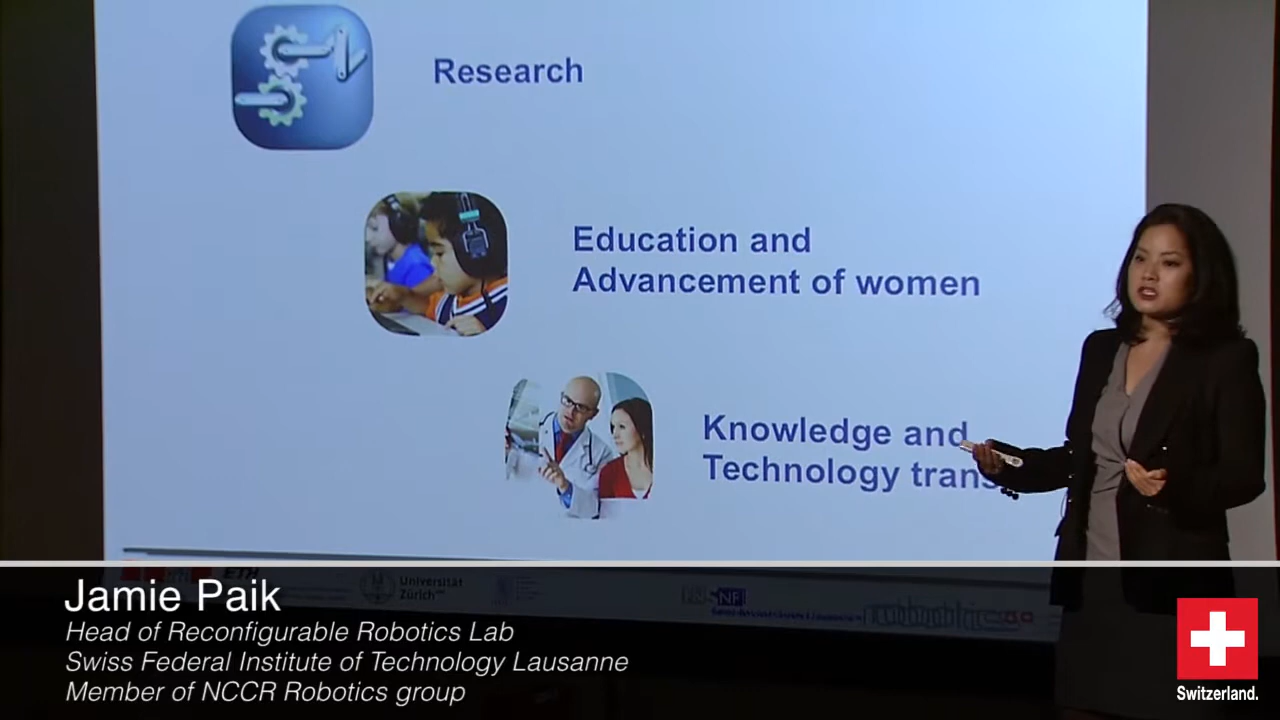 Research
Education and
Advancement of women
Knowledge and
Technology trans
ETH
Universität
Zürich
Jamie Paik
Head of Reconfigurable Robotics Lab
Swiss Federal Institute of Technology Lausanne
Member of NCCR Robotics group
Switzerland.